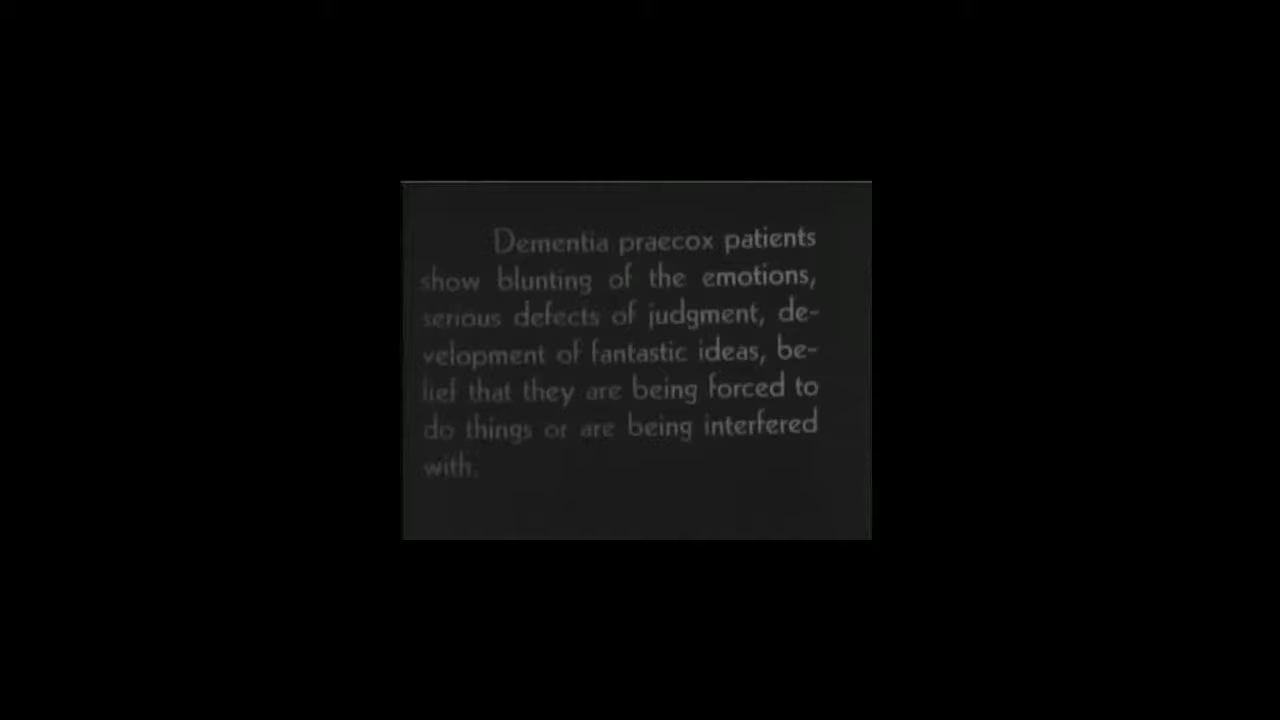 Dementia praecox patients
show blunting of the emotions,
serious defects of judgment, de-
velopment of fantastic ideas, be-
lief that they are being forced to
do things or are being interfered
with.